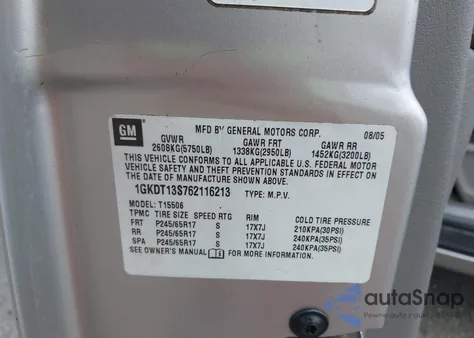 GM
MFD BY GENERAL MOTORS CORP. 08/05
GVWR GAWR FRT GAWR RR
2608KG(5750LB) 1338KG(2950LB) 1452KG(3200LB)
THIS VEHICLE CONFORMS TO ALL APPLICABLE U.S. FEDERAL MOTOR
VEHICLE SAFETY AND THEFT PREVENTION STANDARDS IN EFFECT ON
THE DATE OF MANUFACTURE SHOWN ABOVE.
1GKDT13S762116213 TYPE: M.P.V.
MODEL: T15506
TPMC TIRE SIZE SPEED RTG RIM COLD TIRE PRESSURE
FRT P245/65R17 S 17X7J 210KPA(30PSI)
RR P245/65R17 S 17X7J 240KPA(35PSI)
SPA P245/65R17 S 17X7J 240KPA(35PSI)
SEE OWNER'S MANUAL FOR MORE INFORMATION.
autoSnap